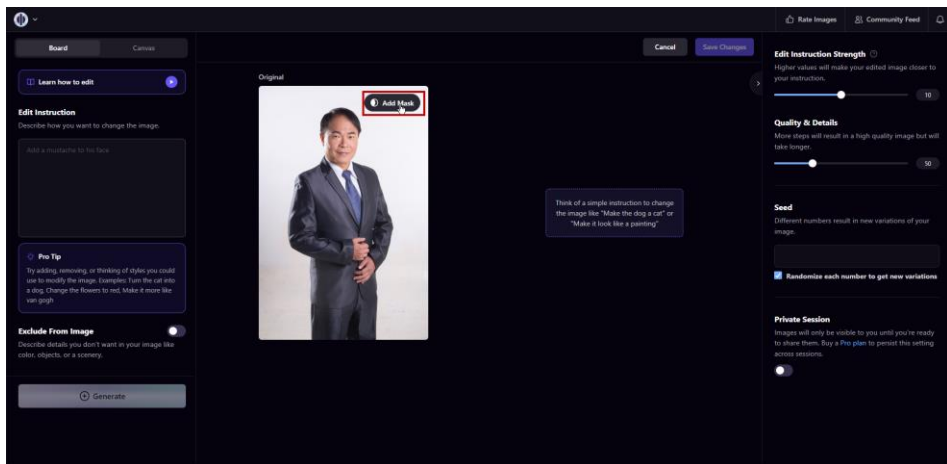 Rate Images
Community Feed
Board
Canvas
Learn how to edit
Edit Instruction
Describe how you want to change the image.
Add a mustache to his face
Pro Tip
Try adding, removing, or thinking of styles you could
use to modify the image. Examples: Turn the cat into
a dog, Change the flowers to red, Make it more like
van gogh
Exclude From Image
Describe details you don't want in your image like
color, objects, or a scenery.
Generate
Cancel
Save Changes
Original
Add Mask
Think of a simple instruction to change
the image like "Make the dog a cat" or
"Make it look like a painting"
Edit Instruction Strength
Higher values will make your edited image closer to
your instruction.
10
Quality & Details
More steps will result in a high quality image but will
take longer.
50
Seed
Different numbers result in new variations of your
image.
Randomize each number to get new variations
Private Session
Images will only be visible to you until you're ready
to share them. Buy a Pro plan to persist this setting
across sessions.